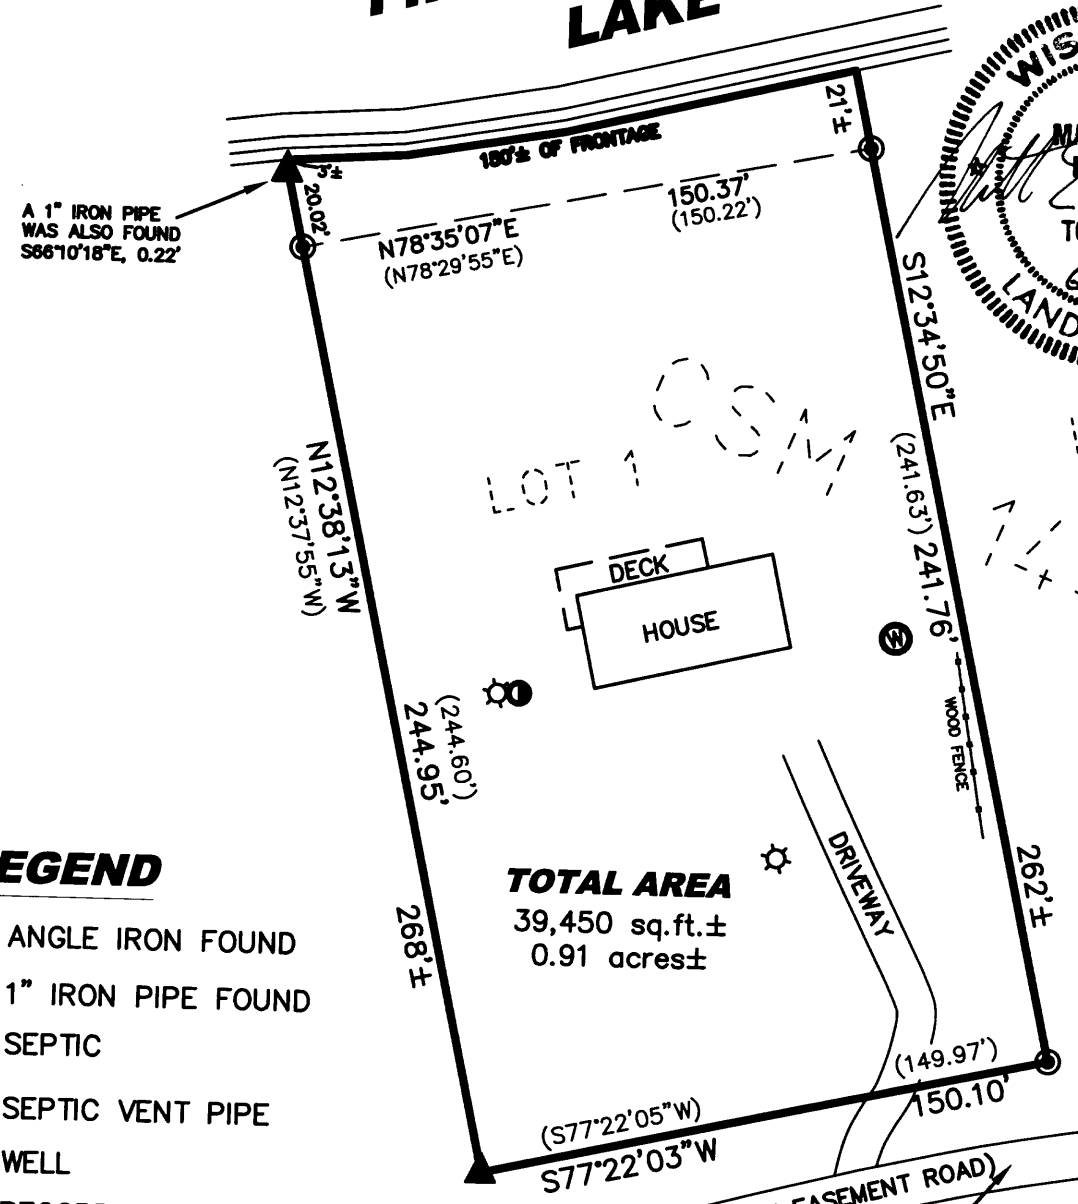 LAKE
WIS
LAND
21'±
180'± OF FRONTAGE
3'±
20.02'
A 1" IRON PIPE
WAS ALSO FOUND
S66°10'18"E, 0.22'
150.37'
(150.22')
N78°35'07"E
(N78°29'55"E)
S12°34'50"E
(241.63') 241.76'
N12°38'13"W
(N12°37'55"W)
CSM
LOT 1
DECK
HOUSE
W
WOOD FENCE
(244.60')
244.95'
DRIVEWAY
262'±
268'±
TOTAL AREA
39,450 sq.ft.±
0.91 acres±
EGEND
ANGLE IRON FOUND
1" IRON PIPE FOUND
SEPTIC
SEPTIC VENT PIPE
WELL
(149.97')
150.10'
(S77°22'05"W)
S77°22'03"W
EASEMENT ROAD)